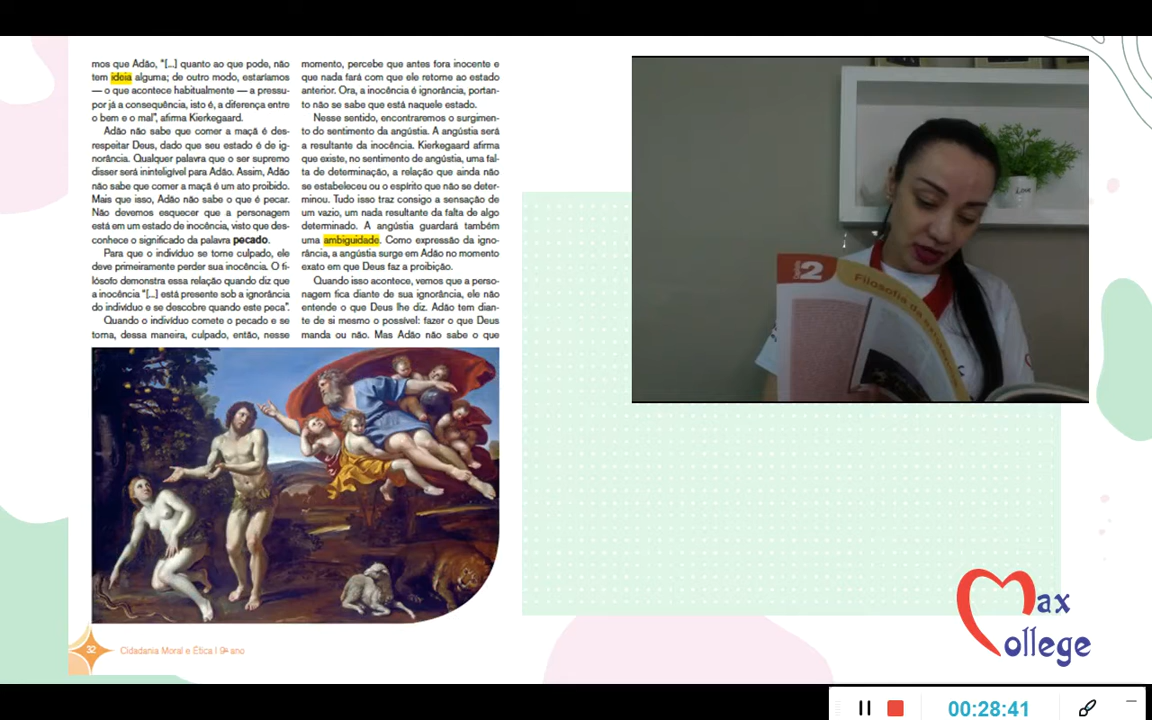 mos que Adão, “[...] quanto ao que pode, não
tem ideia alguma; de outro modo, estaríamos
— o que acontece habitualmente — a pressu-
por já a consequência, isto é, a diferença entre
o bem e o mal”, afirma Kierkegaard.
Adão não sabe que comer a maçã é des-
respeitar Deus, dado que seu estado é de ig-
norância. Qualquer palavra que o ser supremo
disser será ininteligível para Adão. Assim, Adão
não sabe que comer a maçã é um ato proibido.
Mais que isso, Adão não sabe o que é pecar.
Não devemos esquecer que a personagem
está em um estado de inocência, visto que des-
conhece o significado da palavra pecado.
Para que o indivíduo se torne culpado, ele
deve primeiramente perder sua inocência. O fi-
lósofo demonstra essa relação quando diz que
a inocência “[...] está presente sob a ignorância
do indivíduo e se descobre quando este peca”.
Quando o indivíduo comete o pecado e se
torna, dessa maneira, culpado, então, nesse
momento, percebe que antes fora inocente e
que nada fará com que ele retome ao estado
anterior. Ora, a inocência é ignorância, portan-
to não se sabe que está naquele estado.
Nesse sentido, encontraremos o surgimen-
to do sentimento da angústia. A angústia será
a resultante da inocência. Kierkegaard afirma
que existe, no sentimento de angústia, uma fal-
ta de determinação, a relação que ainda não
se estabeleceu ou o espírito que não se deter-
minou. Tudo isso traz consigo a sensação de
um vazio, um nada resultante da falta de algo
determinado. A angústia guardará também
uma ambiguidade. Como expressão da igno-
rância, a angústia surge em Adão no momento
exato em que Deus faz a proibição.
Quando isso acontece, vemos que a perso-
nagem fica diante de sua ignorância, ele não
entende o que Deus lhe diz. Adão tem dian-
te de si mesmo o possível: fazer o que Deus
manda ou não. Mas Adão não sabe o que
32
Cidadania Moral e Ética | 9º ano
Love
2
Filosofia da
Max
College
00:28:41